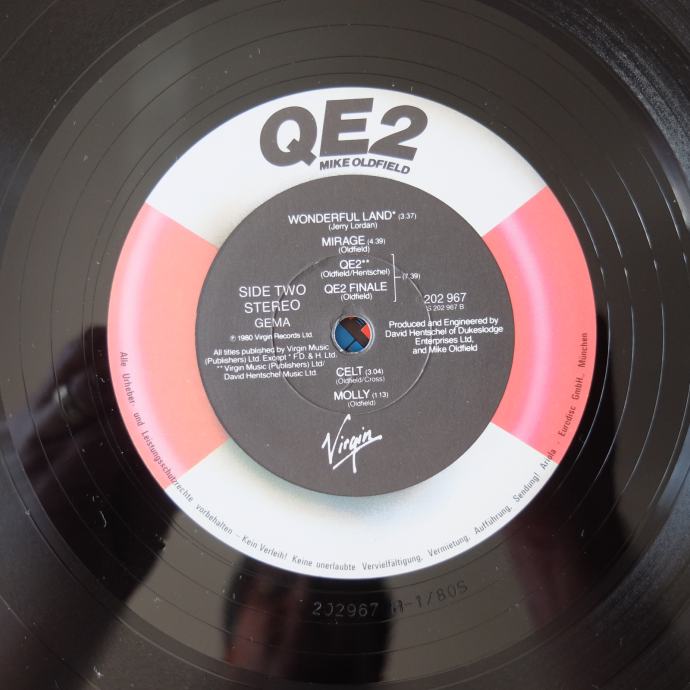 QE2
MIKE OLDFIELD
WONDERFUL LAND* (3.37)
(Jerry Lordan)
MIRAGE (4.39)
(Oldfield)
QE2**
(Oldfield/Hentschel)
(7.39)
QE2 FINALE
(Oldfield)
SIDE TWO
STEREO
GEMA
℗ 1980 Virgin Records Ltd.
All titles published by Virgin Music
(Publishers) Ltd. Except * F.D. & H. Ltd.
** Virgin Music (Publishers) Ltd/
David Hentschel Music Ltd.
202 967
S 202 967 B
Produced and Engineered by
David Hentschel of Dukeslodge
Enterprises Ltd,
and Mike Oldfield
CELT (3.04)
(Oldfield/Cross)
MOLLY (1.13)
(Oldfield)
Virgin
Alle Urheber- und Leistungsschutzrechte vorbehalten – Kein Verleih! Keine unerlaubte Vervielfältigung, Vermietung, Aufführung, Sendung! Ariola - Eurodisc GmbH., München
202967 -1/80S